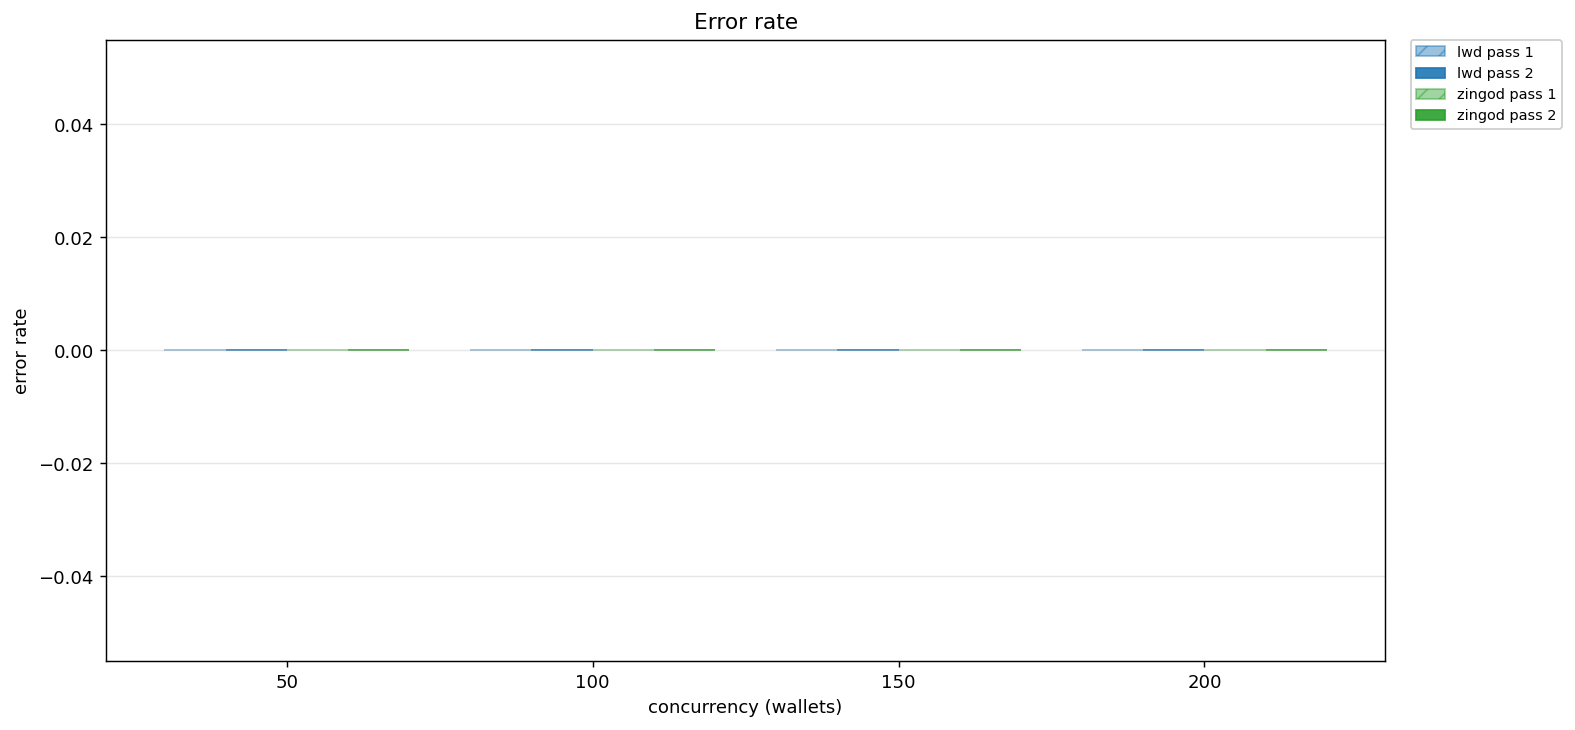 Error rate
lwd pass 1
lwd pass 2
zingod pass 1
zingod pass 2
error rate
0.04
0.02
0.00
−0.02
−0.04
50 100 150 200
concurrency (wallets)